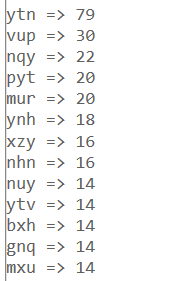 ytn => 79
vup => 30
nqy => 22
pyt => 20
mur => 20
ynh => 18
xzy => 16
nhn => 16
nuy => 14
ytv => 14
bxh => 14
gnq => 14
mxu => 14